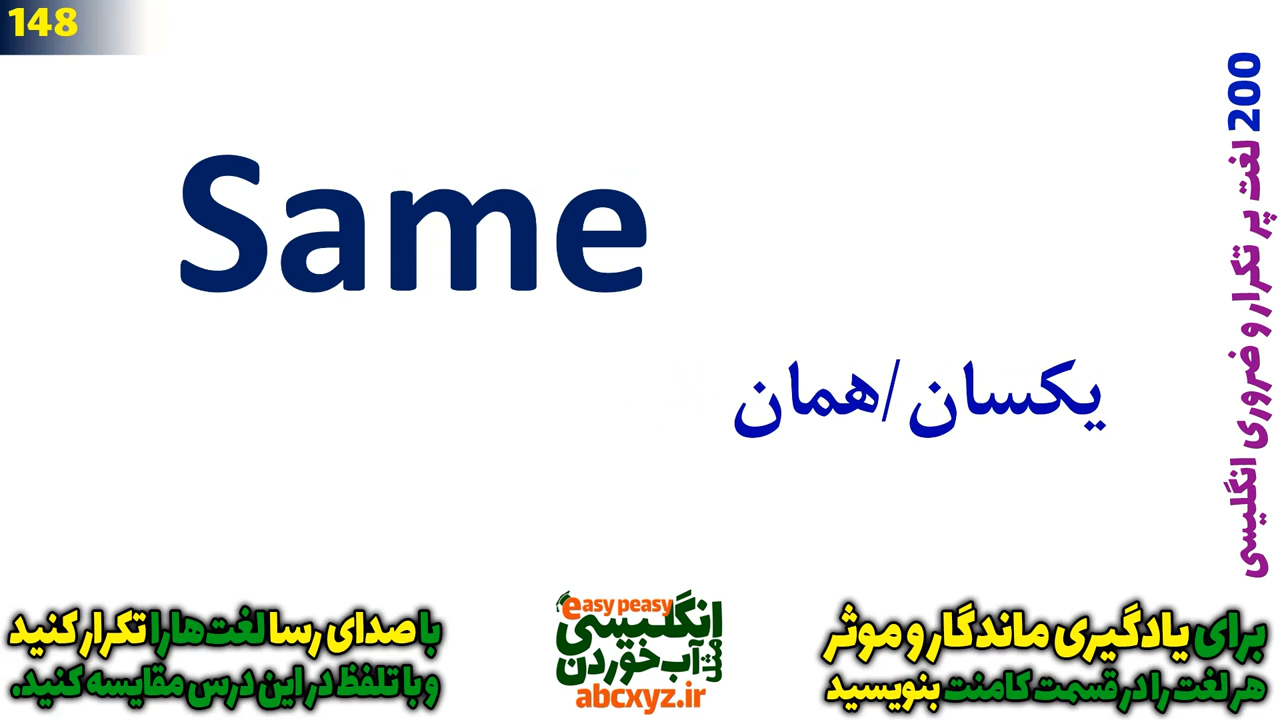 148
Same
یکسان/همان
200 لغت پر تکرار و ضروری انگلیسی
با صدای رسا لغت‌ها را تکرار کنید
و با تلفظ در این درس مقایسه کنید.
easy peasy
انگلیسی
مثل
آب خوردن
abcxyz.ir
برای یادگیری ماندگار و موثر
هر لغت را در قسمت کامنت بنویسید